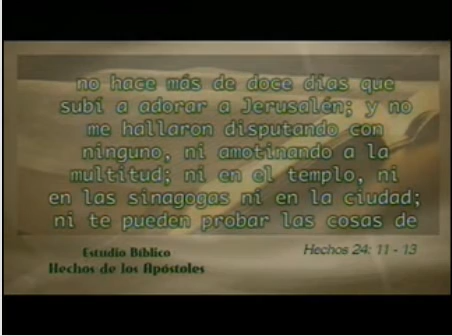 no hace más de doce días que
subí a adorar a Jerusalén; y no
me hallaron disputando con
ninguno, ni amotinando a la
multitud; ni en el templo, ni
en las sinagogas ni en la ciudad;
ni te pueden probar las cosas de
Hechos 24: 11 - 13
Estudio Bíblico
Hechos de los Apóstoles